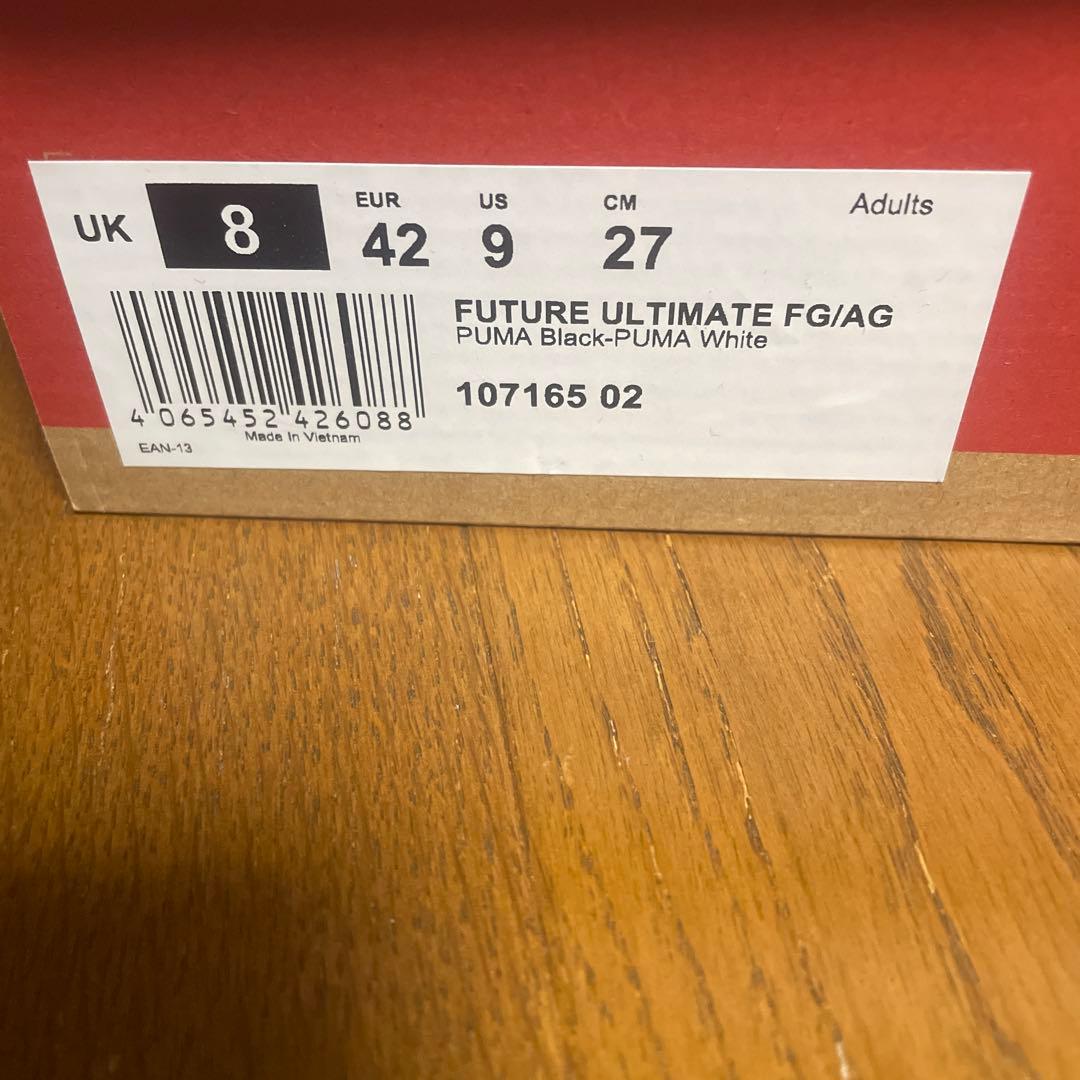 UK 8 EUR 42 US 9 CM 27 Adults
FUTURE ULTIMATE FG/AG
PUMA Black-PUMA White
107165 02
4 065452 426088
Made In Vietnam
EAN-13